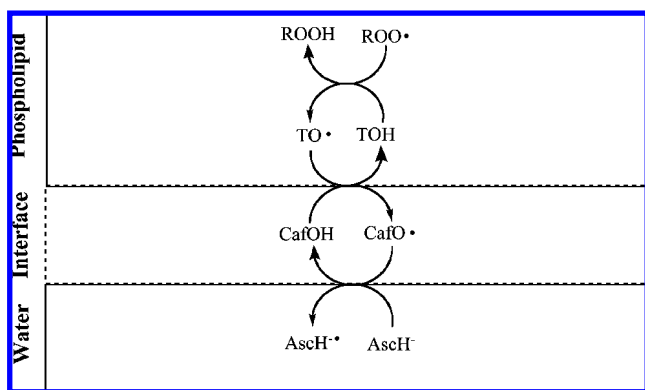 Phospholipid
ROOH ROO•
TO• TOH
Interface
CafOH CafO•
Water
AscH⁻• AscH⁻